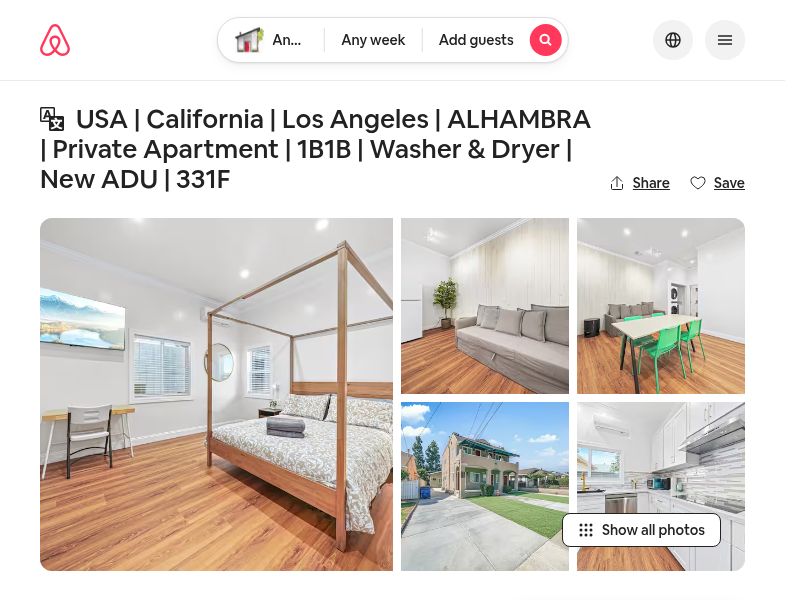 An...
Any week
Add guests
USA | California | Los Angeles | ALHAMBRA
| Private Apartment | 1B1B | Washer & Dryer |
New ADU | 331F
Share
Save
Show all photos